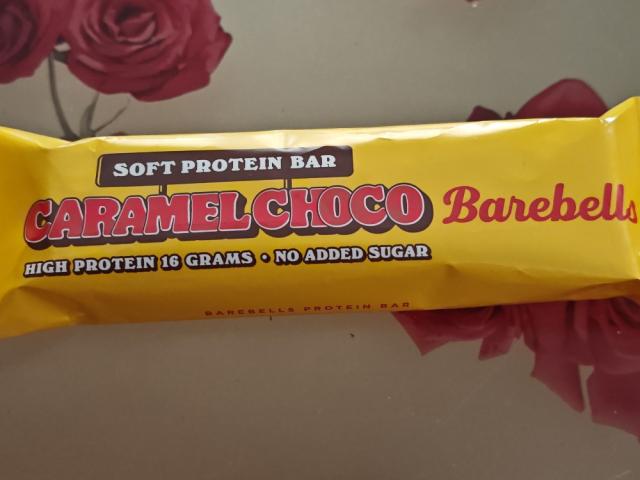 SOFT PROTEIN BAR
CARAMEL CHOCO
Barebells
HIGH PROTEIN 16 GRAMS • NO ADDED SUGAR
BAREBELLS PROTEIN BAR